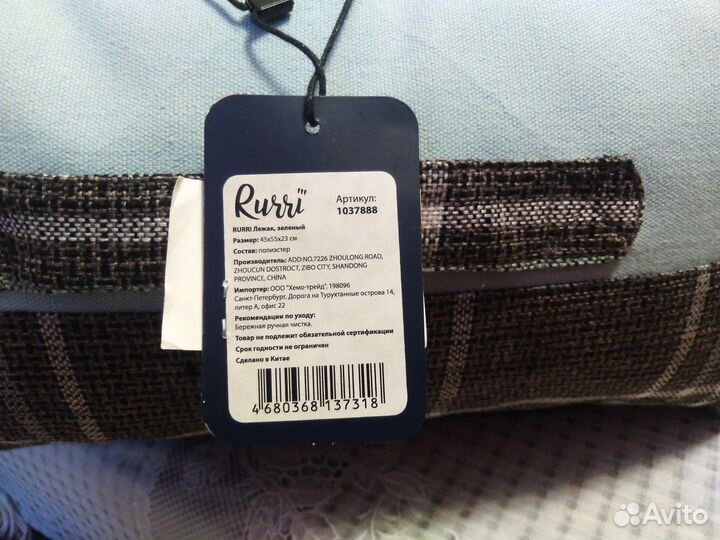 Rurri
Артикул:
1037888
RURRI Лежак, зеленый
Размер: 45x55x23 см
Состав: полиэстер
Производитель: ADD:NO.7226 ZHOULONG ROAD,
ZHOUCUN DOSTROCT, ZIBO CITY, SHANDONG
PROVINCE, CHINA
Импортер: ООО "Хемо-трейд", 198096
Санкт-Петербург, Дорога на Турухтанные острова 14,
литер А, офис 22
Рекомендации по уходу:
Бережная ручная чистка.
Товар не подлежит обязательной сертификации
Срок годности не ограничен
Сделано в Китае
4 680368 137318
Avito